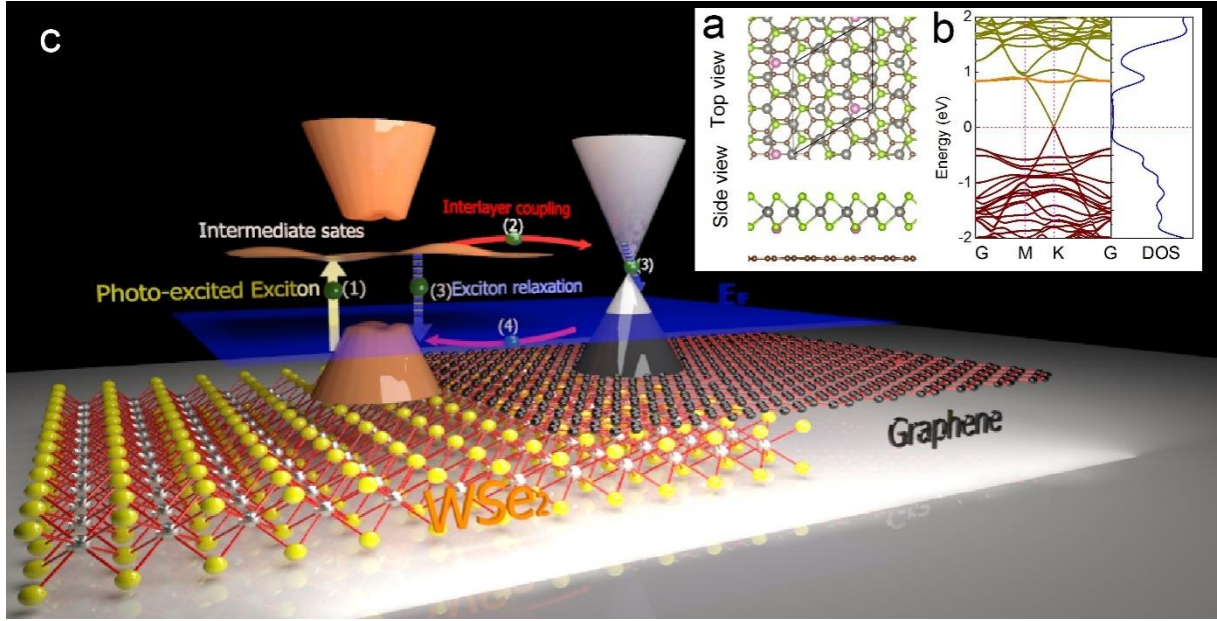 c
Intermediate sates
Interlayer coupling
(2)
Photo-excited Exciton
(1)
(3)
Exciton relaxation
(3)
(4)
E_F
WSe2
Graphene
a
Top view
Side view
b
Energy (eV)
2
1
0
-1
-2
G
M
K
G
DOS